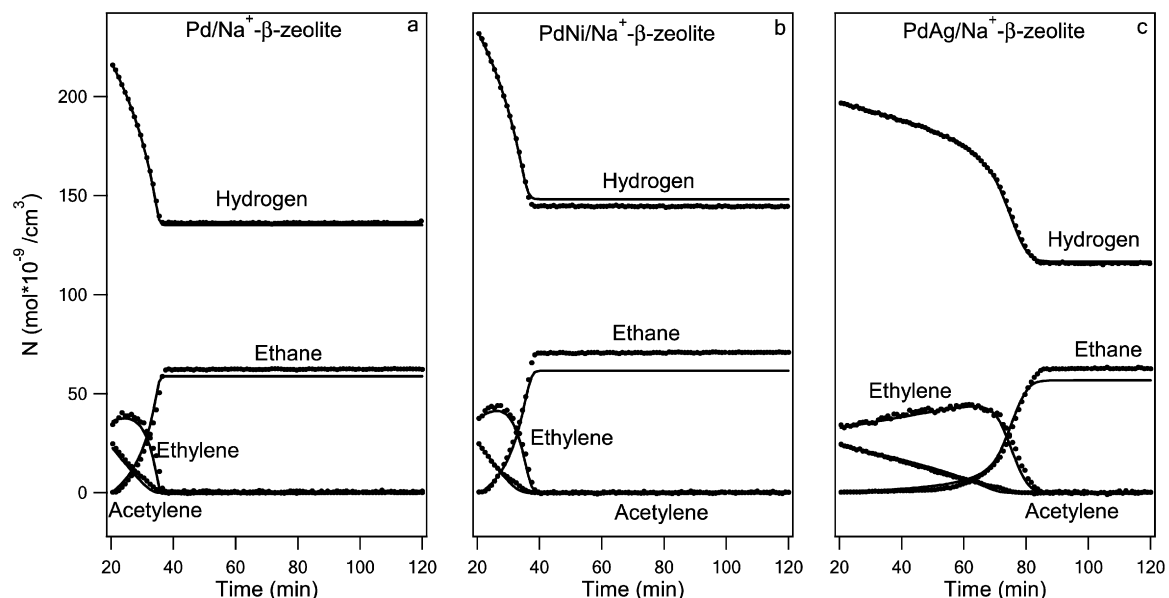 Pd/Na⁺-β-zeolite
a
PdNi/Na⁺-β-zeolite
b
PdAg/Na⁺-β-zeolite
c
N (mol*10⁻⁹ /cm³)
200
150
100
50
0
Hydrogen
Ethane
Ethylene
Acetylene
Hydrogen
Ethane
Ethylene
Acetylene
Hydrogen
Ethane
Ethylene
Acetylene
20 40 60 80 100 120
20 40 60 80 100 120
20 40 60 80 100 120
Time (min)
Time (min)
Time (min)